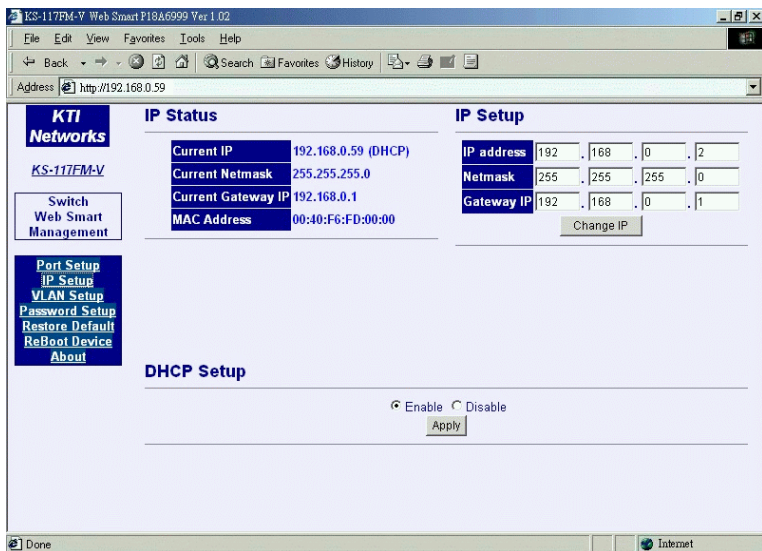 KS-117FM-V Web Smart P18A6999 Ver 1.02
File Edit View Favorites Tools Help
Back Search Favorites History
Address http://192.168.0.59
KTI
Networks
KS-117FM-V
Switch
Web Smart
Management
Port Setup
IP Setup
VLAN Setup
Password Setup
Restore Default
ReBoot Device
About
IP Status
Current IP 192.168.0.59 (DHCP)
Current Netmask 255.255.255.0
Current Gateway IP 192.168.0.1
MAC Address 00:40:F6:FD:00:00
IP Setup
IP address 192 . 168 . 0 . 2
Netmask 255 . 255 . 255 . 0
Gateway IP 192 . 168 . 0 . 1
Change IP
DHCP Setup
Enable Disable
Apply
Done Internet